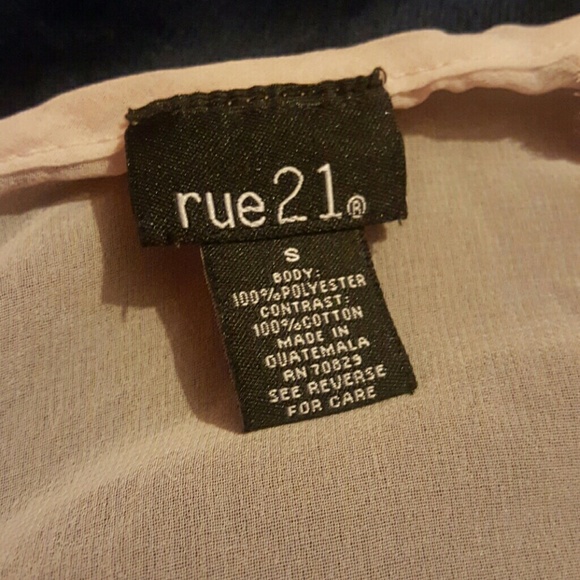 rue21®
S
BODY:
100%POLYESTER
CONTRAST:
100%COTTON
MADE IN
GUATEMALA
RN 70829
SEE REVERSE
FOR CARE